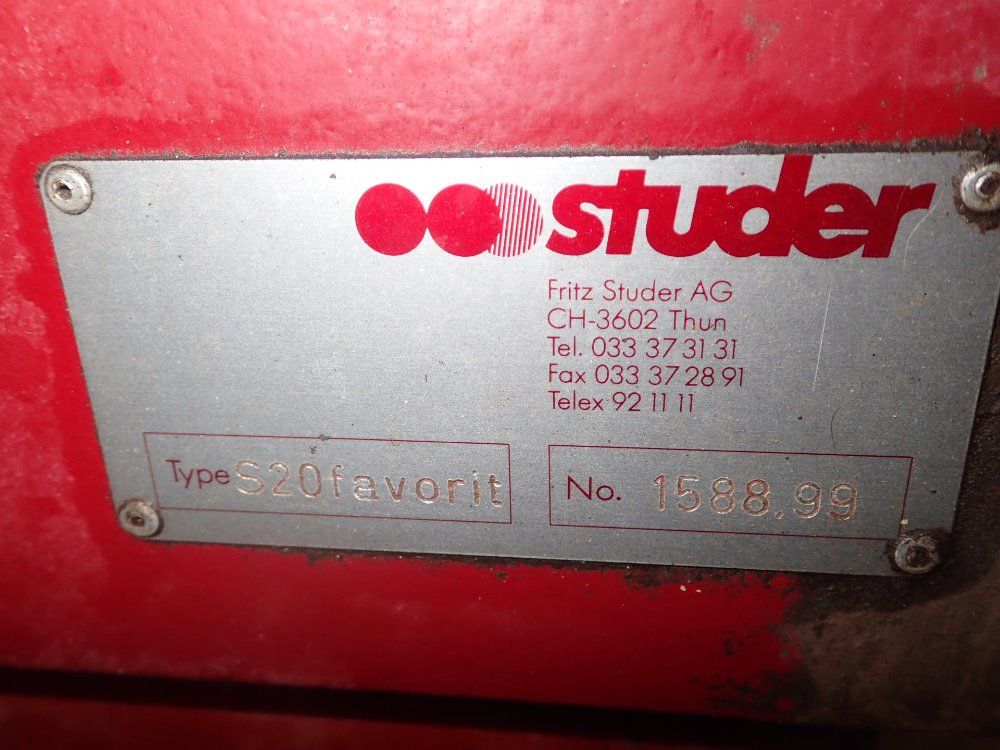 studer
Fritz Studer AG
CH-3602 Thun
Tel. 033 37 31 31
Fax 033 37 28 91
Telex 92 11 11
Type S20favorit
No. 1588.99